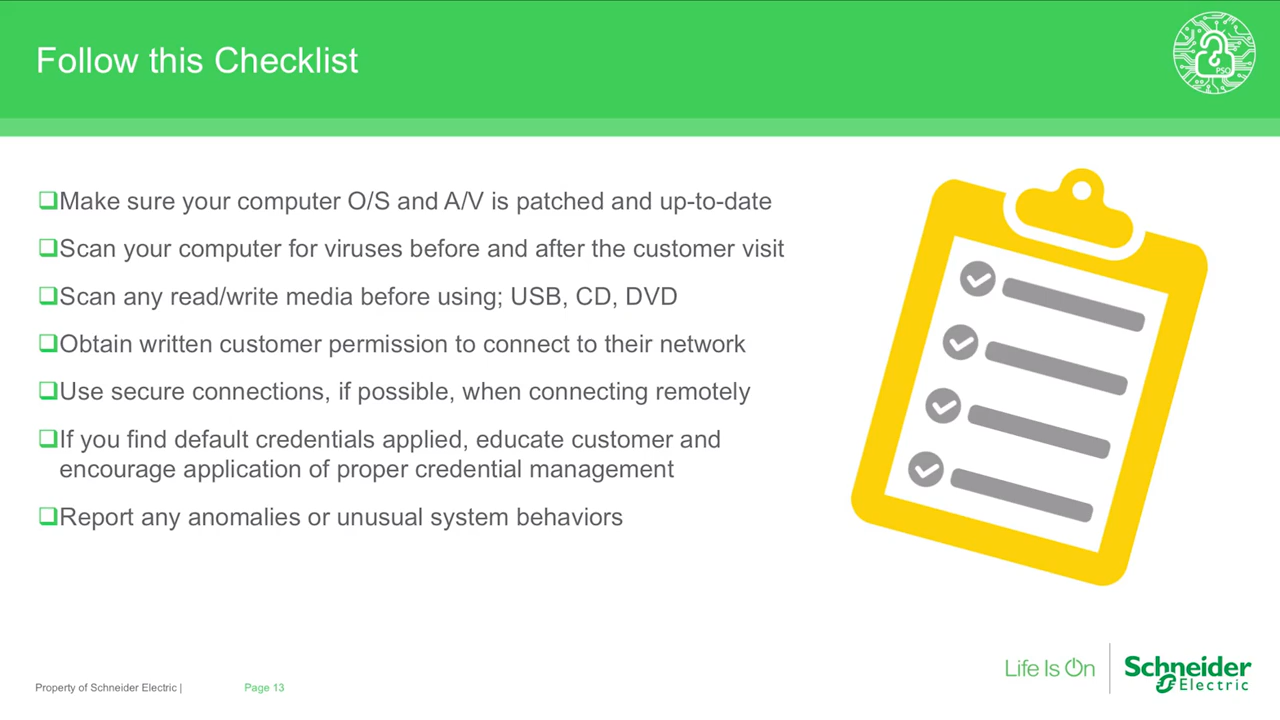 Follow this Checklist
PSO
Make sure your computer O/S and A/V is patched and up-to-date
Scan your computer for viruses before and after the customer visit
Scan any read/write media before using; USB, CD, DVD
Obtain written customer permission to connect to their network
Use secure connections, if possible, when connecting remotely
If you find default credentials applied, educate customer and
encourage application of proper credential management
Report any anomalies or unusual system behaviors
Life Is On
Schneider
Electric
Property of Schneider Electric |
Page 13